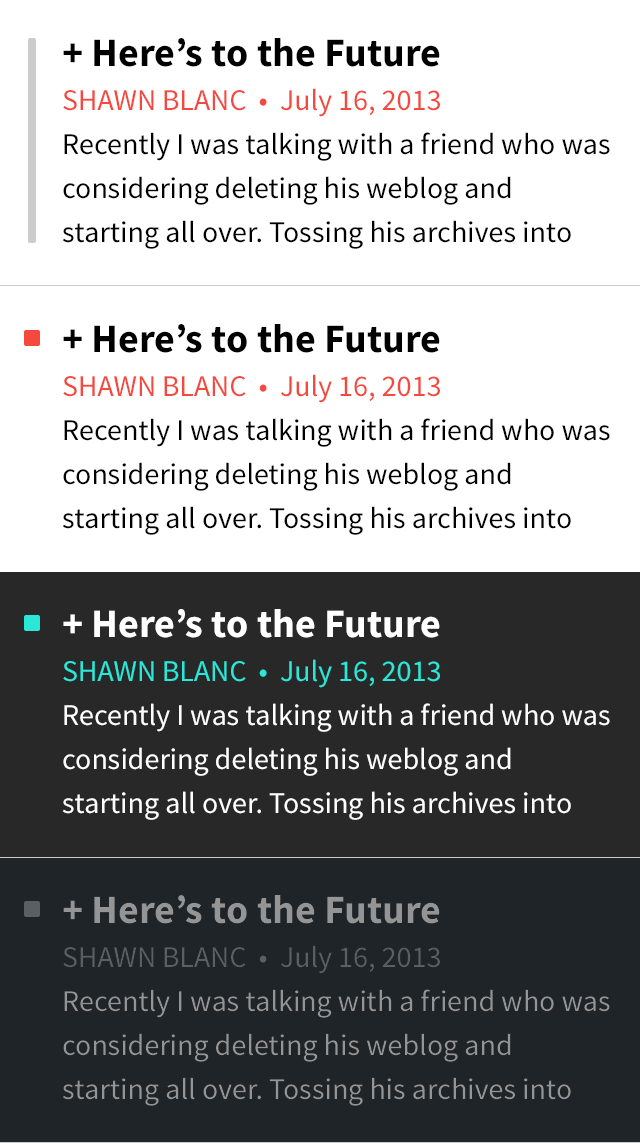 + Here’s to the Future
SHAWN BLANC • July 16, 2013
Recently I was talking with a friend who was
considering deleting his weblog and
starting all over. Tossing his archives into
+ Here’s to the Future
SHAWN BLANC • July 16, 2013
Recently I was talking with a friend who was
considering deleting his weblog and
starting all over. Tossing his archives into
+ Here’s to the Future
SHAWN BLANC • July 16, 2013
Recently I was talking with a friend who was
considering deleting his weblog and
starting all over. Tossing his archives into
+ Here’s to the Future
SHAWN BLANC • July 16, 2013
Recently I was talking with a friend who was
considering deleting his weblog and
starting all over. Tossing his archives into